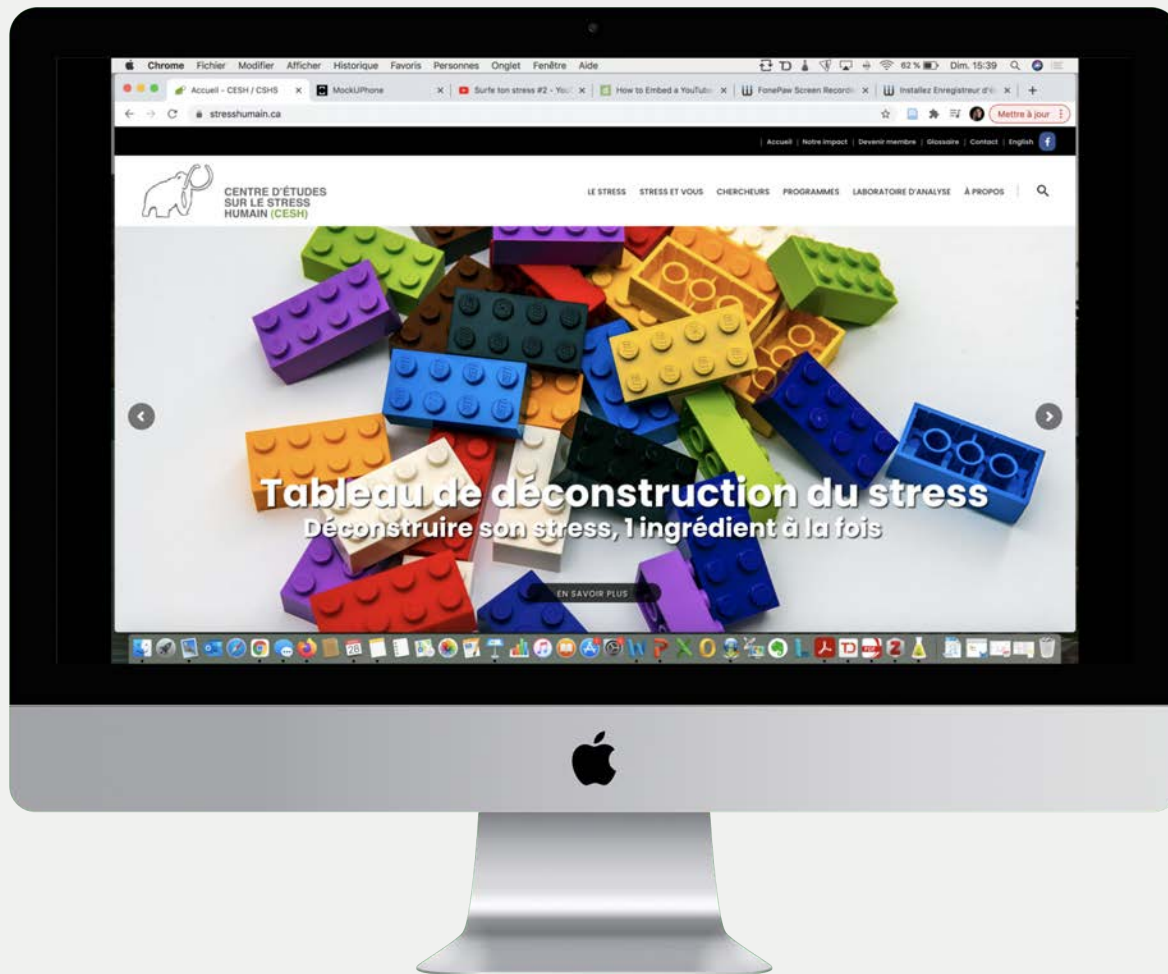 Chrome Fichier Modifier Afficher Historique Favoris Personnes Onglet Fenêtre Aide 62 % Dim. 15:39
Accueil - CESH / CSHS MockUPhone Surfe ton stress #2 - You How to Embed a YouTube FonePaw Screen Recorde Installez Enregistreur d'é
stresshumain.ca Mettre à jour
Accueil | Notre impact | Devenir membre | Glossaire | Contact | English
CENTRE D'ÉTUDES
SUR LE STRESS
HUMAIN (CESH)
LE STRESS STRESS ET VOUS CHERCHEURS PROGRAMMES LABORATOIRE D'ANALYSE À PROPOS
Tableau de déconstruction du stress
Déconstruire son stress, 1 ingrédient à la fois
EN SAVOIR PLUS
28